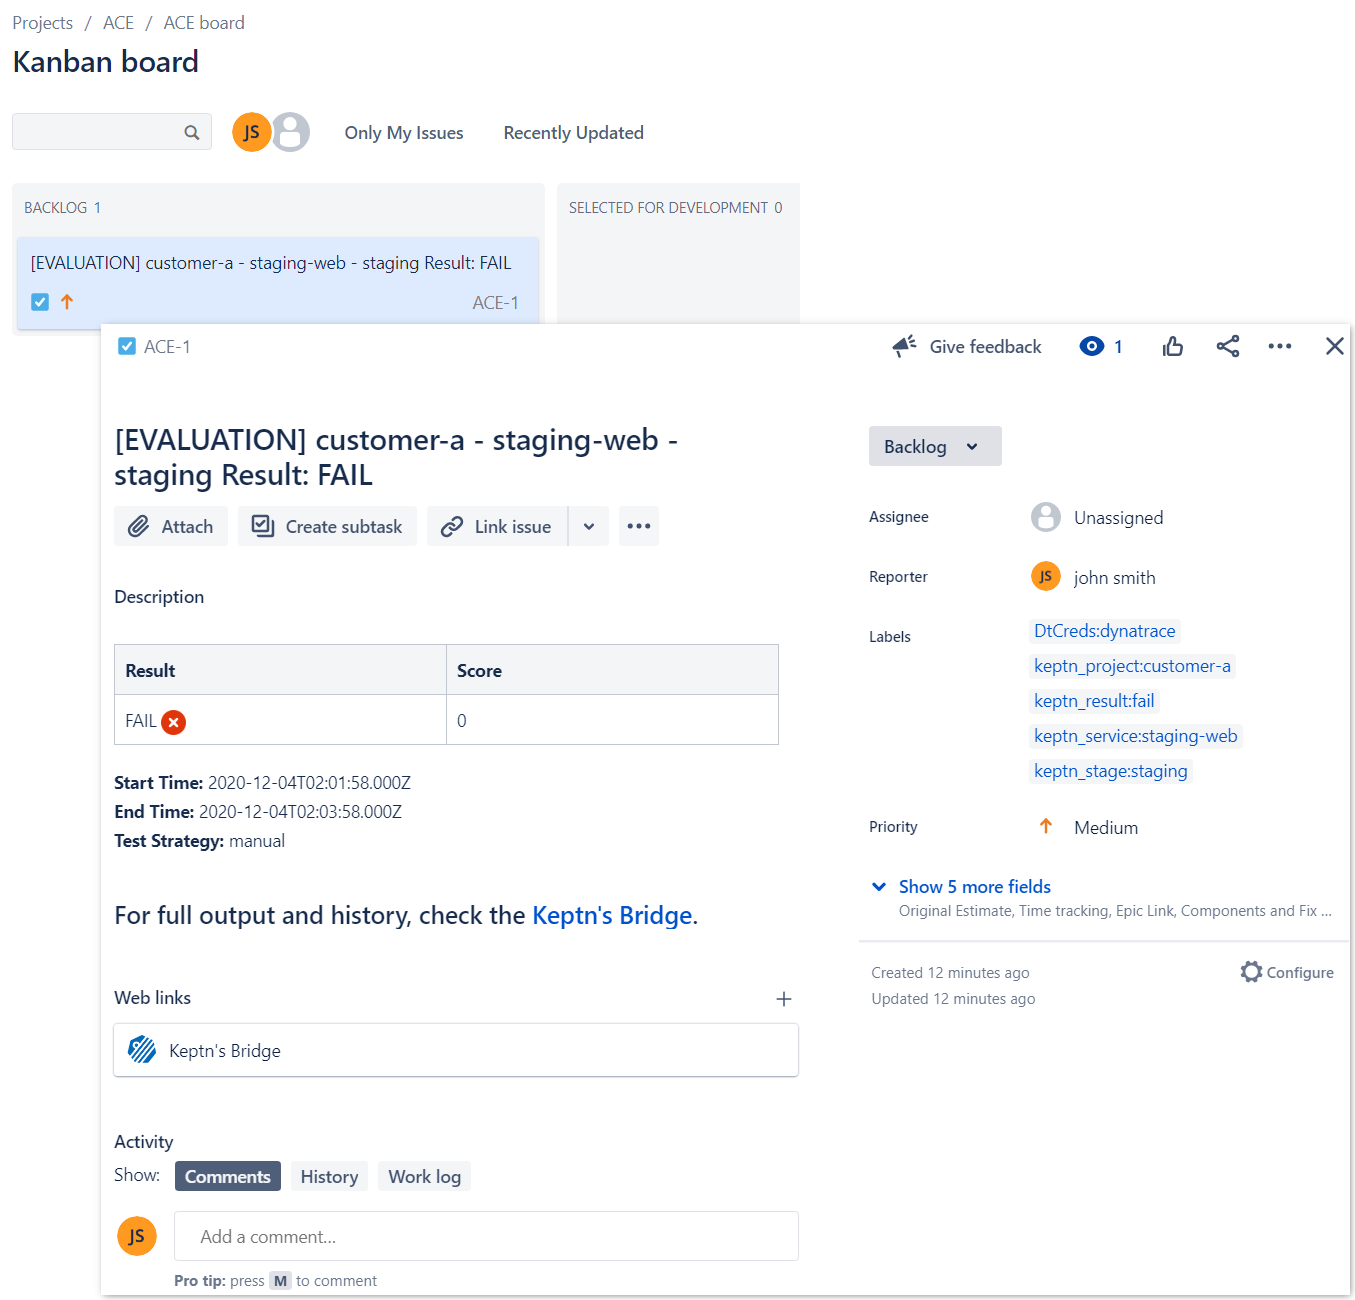 Projects / ACE / ACE board
Kanban board
JS
Only My Issues
Recently Updated
BACKLOG 1
SELECTED FOR DEVELOPMENT 0
[EVALUATION] customer-a - staging-web - staging Result: FAIL
ACE-1
ACE-1
Give feedback
1
[EVALUATION] customer-a - staging-web -
staging Result: FAIL
Attach
Create subtask
Link issue
Description
Result
Score
FAIL
0
Start Time: 2020-12-04T02:01:58.000Z
End Time: 2020-12-04T02:03:58.000Z
Test Strategy: manual
For full output and history, check the Keptn's Bridge.
Web links
Keptn's Bridge
Activity
Show:
Comments
History
Work log
JS
Add a comment...
Pro tip: press M to comment
Backlog
Assignee
Unassigned
Reporter
JS
john smith
Labels
DtCreds:dynatrace
keptn_project:customer-a
keptn_result:fail
keptn_service:staging-web
keptn_stage:staging
Priority
Medium
Show 5 more fields
Original Estimate, Time tracking, Epic Link, Components and Fix ...
Created 12 minutes ago
Configure
Updated 12 minutes ago